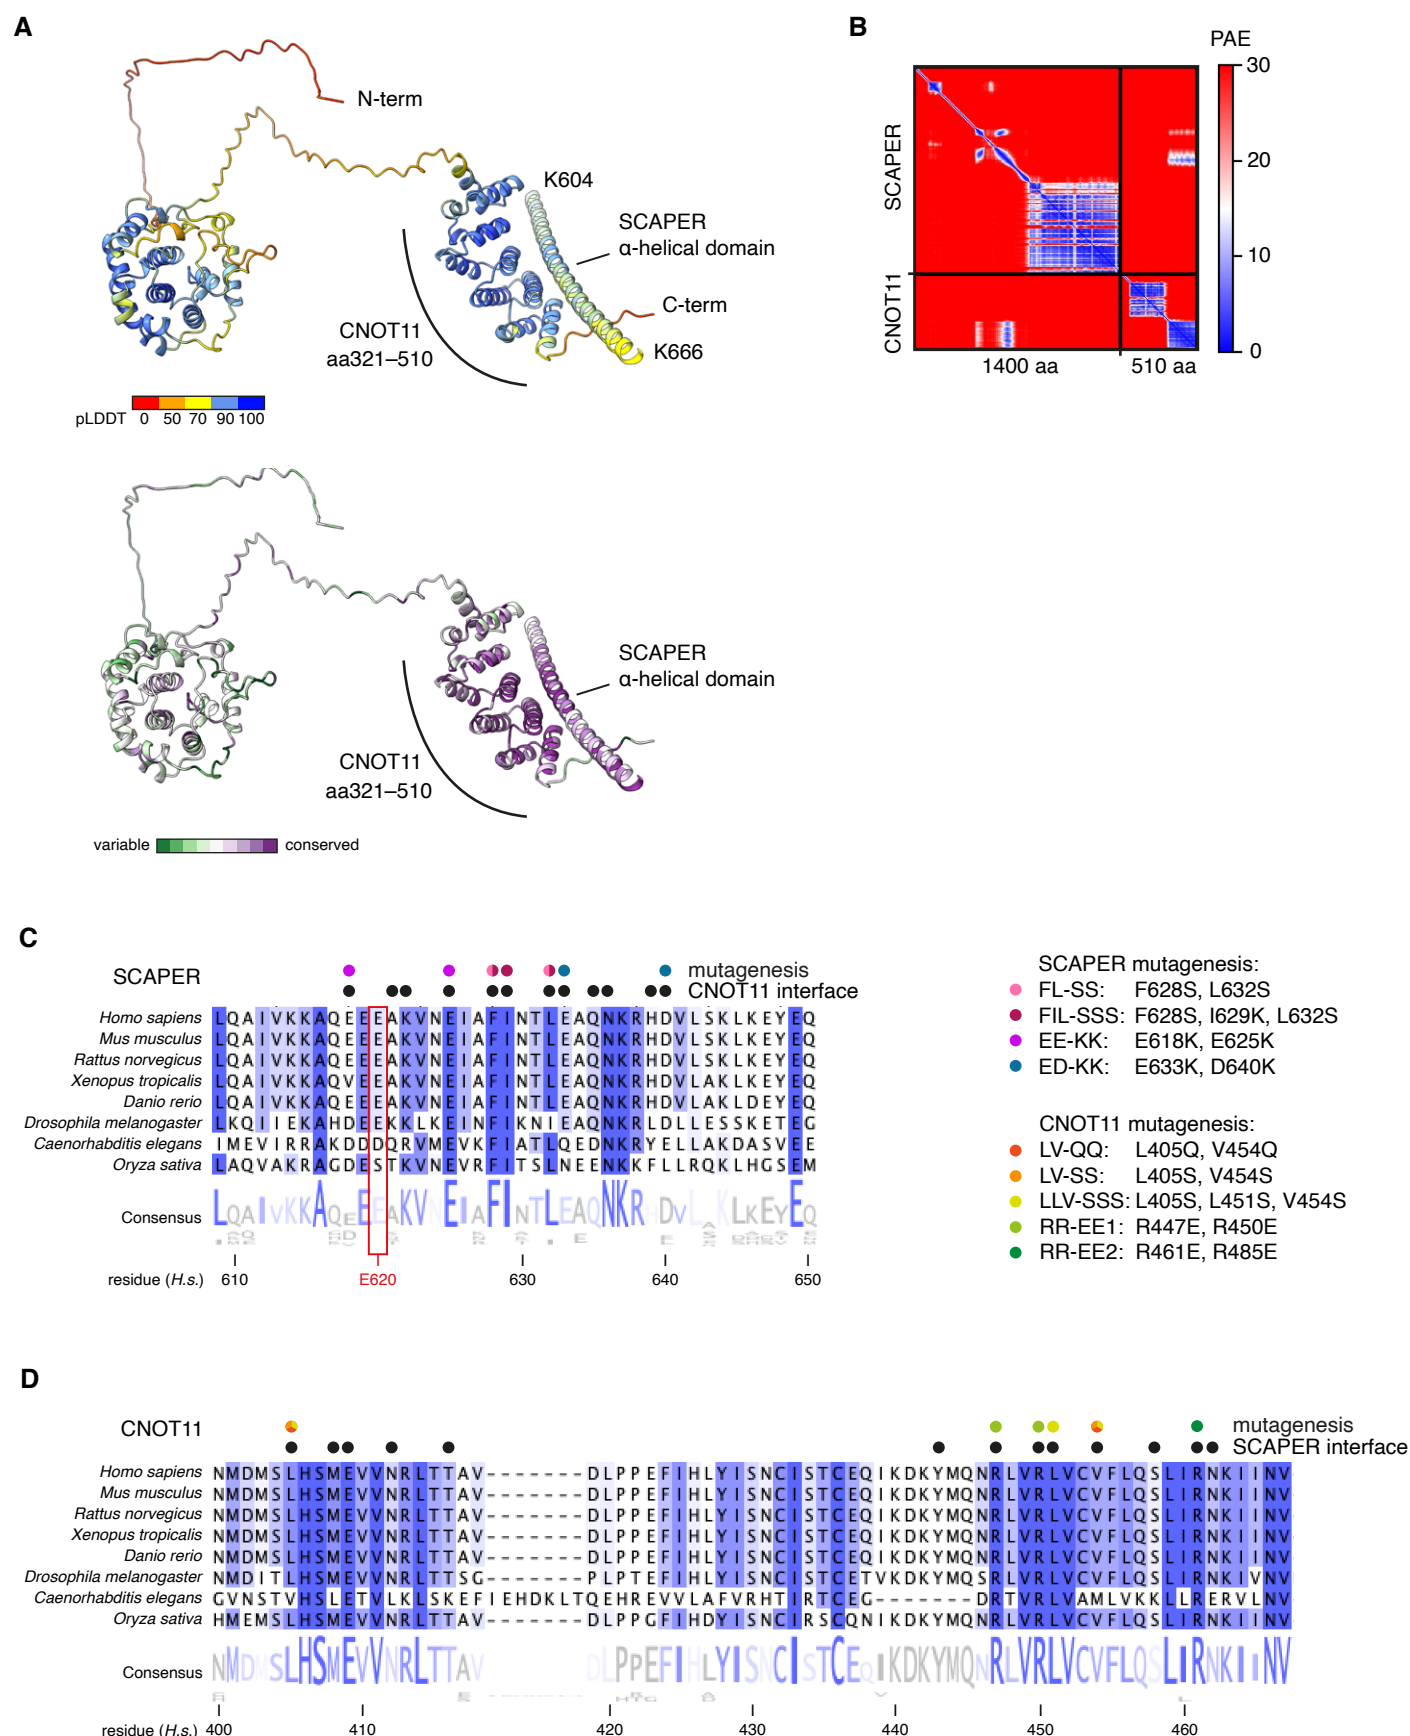 A
N-term
K604
SCAPER
α-helical domain
C-term
K666
CNOT11
aa321–510
pLDDT 0 50 70 90 100
SCAPER
α-helical domain
CNOT11
aa321–510
variable conserved
B
PAE
30
20
10
0
SCAPER
CNOT11
1400 aa 510 aa
C
SCAPER
mutagenesis
CNOT11 interface
Homo sapiens LQAIVKKAQEEEAKVNEIAFINTLEAQNKRHDVLSKLKEYEQ
Mus musculus LQAIVKKAQEEEAKVNEIAFINTLEAQNKRHDVLSKLKEYEQ
Rattus norvegicus LQAIVKKAQEEEAKVNEIAFINTLEAQNKRHDVLSKLKEYEQ
Xenopus tropicalis LQAIVKKAQVEEAKVNEIAFINTLEAQNKRHDVLAKLKEYEQ
Danio rerio LQAIVKKAQEEEAKVNEIAFINTLEAQNKRHDVLAKLDEYEQ
Drosophila melanogaster LKQIIEKAHDEEKKLKEINFIKNIEAQNKRLDLLESSKETEG
Caenorhabditis elegans IMEVIRRAKDDDQRVMEVKFIATLQEDNKRYELLAKDASVEE
Oryza sativa LAQVAKRAGDESTKVNEVRFITSLNEENKKFLLRQKLHGSEM
Consensus LQAIVKKAQEEEAKVNEIAFINTLEAQNKRHDVLAKLKEYEQ
residue (H.s.) 610 E620 630 640 650
SCAPER mutagenesis:
FL-SS: F628S, L632S
FIL-SSS: F628S, I629K, L632S
EE-KK: E618K, E625K
ED-KK: E633K, D640K
CNOT11 mutagenesis:
LV-QQ: L405Q, V454Q
LV-SS: L405S, V454S
LLV-SSS: L405S, L451S, V454S
RR-EE1: R447E, R450E
RR-EE2: R461E, R485E
D
CNOT11
mutagenesis
SCAPER interface
Homo sapiens NMDMSLHSMEVVNRLTTAV-------DLPPEFIHLYISNCISTCEQIKDKYMQNRLVRLVCVFLQSLIRNKIINV
Mus musculus NMDMSLHSMEVVNRLTTAV-------DLPPEFIHLYISNCISTCEQIKDKYMQNRLVRLVCVFLQSLIRNKIINV
Rattus norvegicus NMDMSLHSMEVVNRLTTAV-------DLPPEFIHLYISNCISTCEQIKDKYMQNRLVRLVCVFLQSLIRNKIINV
Xenopus tropicalis NMDMSLHSMEVVNRLTTAV-------DLPPEFIHLYISNCISTCEQIKDKYMQNRLVRLVCVFLQSLIRNKIINV
Danio rerio NMDMSLHSMEVVNRLTTAV-------DLPPEFIHLYISNCISTCEQIKDKYMQNRLVRLVCVFLQSLIRNKIINV
Drosophila melanogaster NMDITLHSMEVVNRLTTSG-------PLPTEFIHLYISNCISTCETVKDKYMQNRLVRLVCVFLQSLIRNKIVNV
Caenorhabditis elegans GVNSTVHSLETVLKLSKEFIEHDKLTQEHREVVLAFVRHTIRTCEG-------DRTVRLVAMLVKKLLRERVLNV
Oryza sativa HMEMSLHSMEVVNRLTTAV-------DLPPGFIHDYISNCIRSCQNIKDKYMQNRLVRLVCVFLQSLIRNKIINV
Consensus NMDMSLHSMEVVNRLTTAV DLPPEFIHLYISNCISTCEQIKDKYMQNRLVRLVCVFLQSLIRNKIINV
residue (H.s.) 400 410 420 430 440 450 460